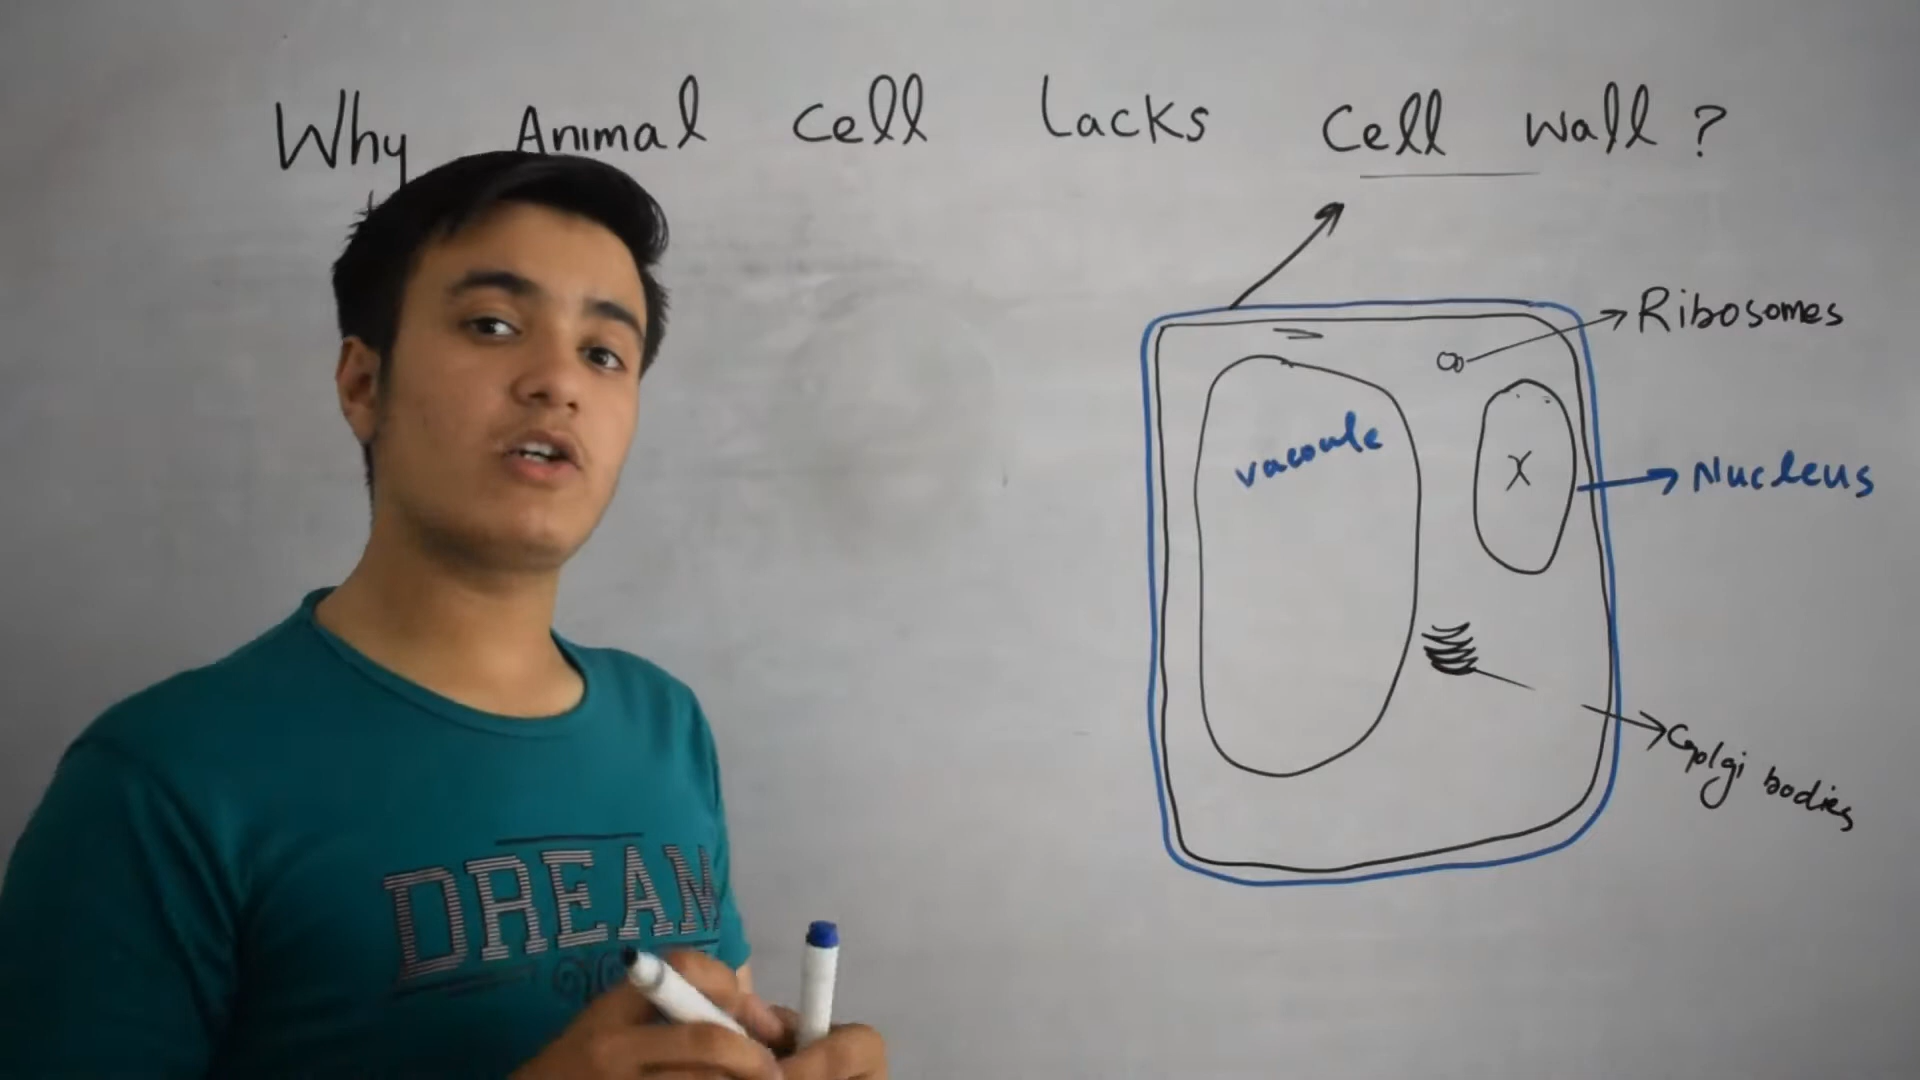 Why Animal cell lacks cell wall?
Ribosomes
vacoule
Nucleus
X
Golgi bodies
DREAM